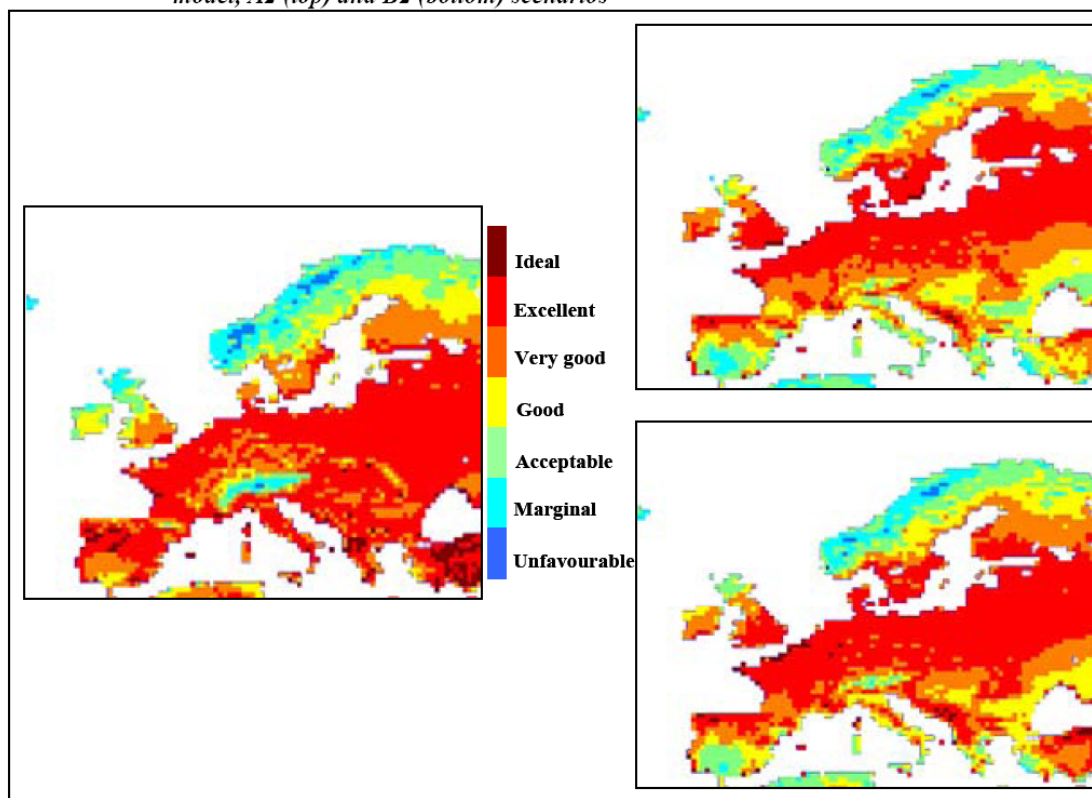 model, A2 (top) and B2 (bottom) scenarios
Ideal
Excellent
Very good
Good
Acceptable
Marginal
Unfavourable